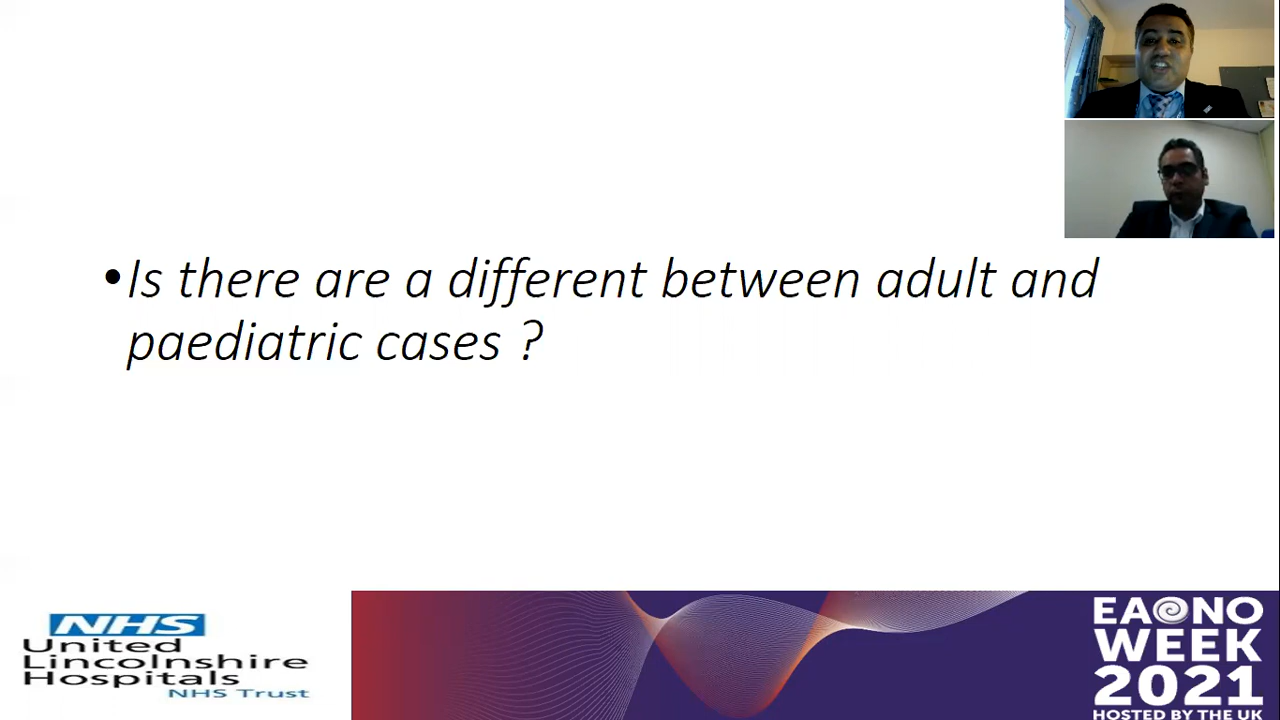 •Is there are a different between adult and
paediatric cases ?
NHS
United
Lincolnshire
Hospitals
NHS Trust
EAONO
WEEK
2021
HOSTED BY THE UK